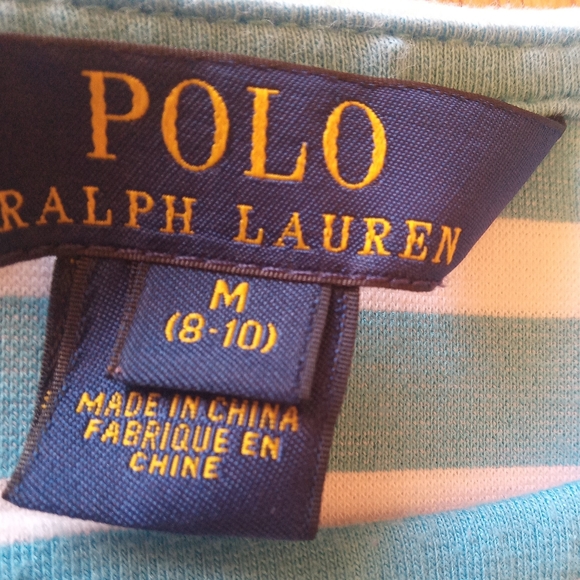 POLO
RALPH LAUREN
M
(8-10)
MADE IN CHINA
FABRIQUE EN
CHINE